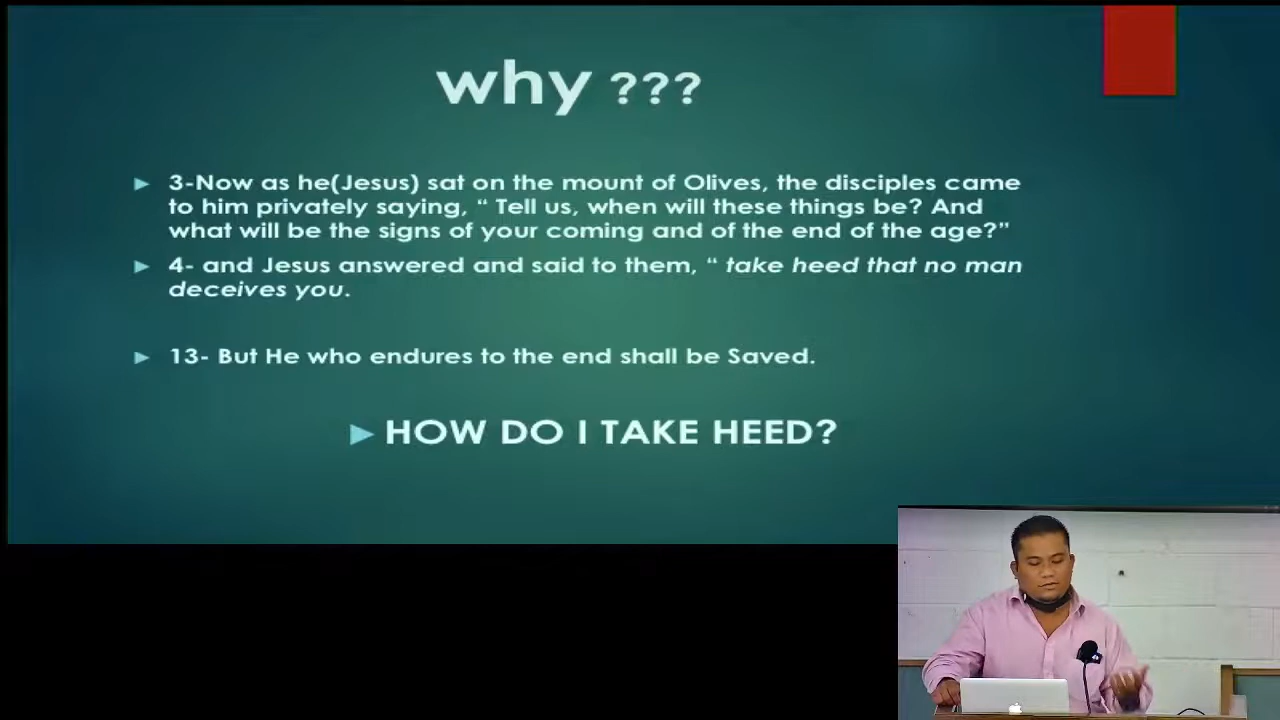 why ???
3-Now as he(Jesus) sat on the mount of Olives, the disciples came
to him privately saying, “ Tell us, when will these things be? And
what will be the signs of your coming and of the end of the age?”
4- and Jesus answered and said to them, “ take heed that no man
deceives you.
13- But He who endures to the end shall be Saved.
HOW DO I TAKE HEED?